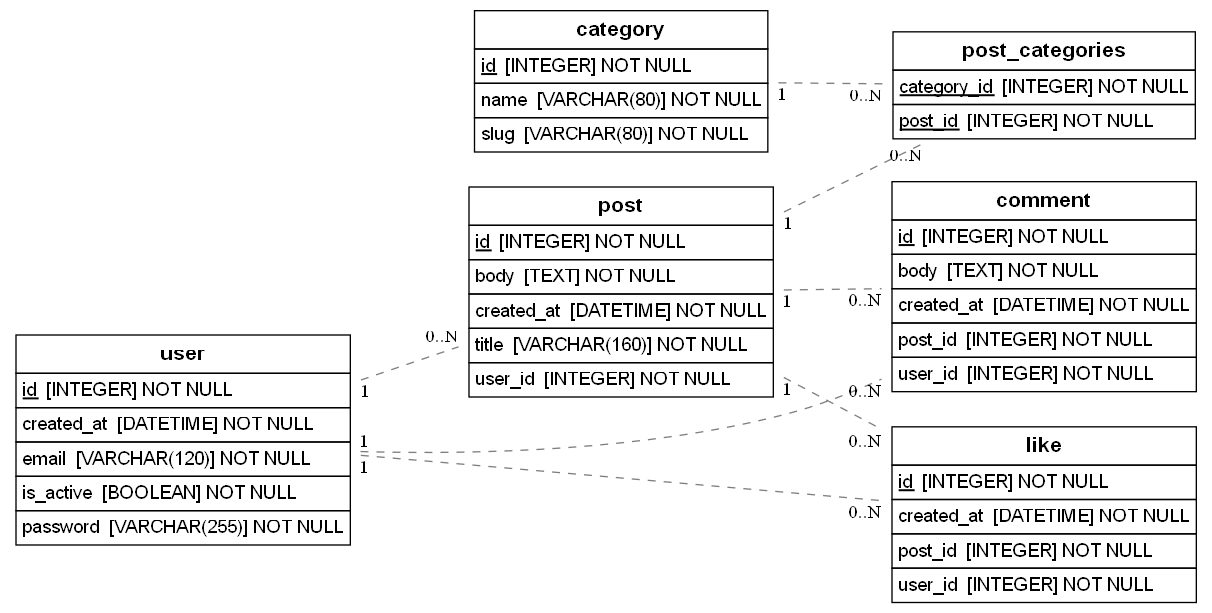 category
id [INTEGER] NOT NULL
name [VARCHAR(80)] NOT NULL
slug [VARCHAR(80)] NOT NULL
post_categories
category_id [INTEGER] NOT NULL
post_id [INTEGER] NOT NULL
1
0..N
0..N
1
post
id [INTEGER] NOT NULL
body [TEXT] NOT NULL
created_at [DATETIME] NOT NULL
title [VARCHAR(160)] NOT NULL
user_id [INTEGER] NOT NULL
comment
id [INTEGER] NOT NULL
body [TEXT] NOT NULL
created_at [DATETIME] NOT NULL
post_id [INTEGER] NOT NULL
user_id [INTEGER] NOT NULL
1
0..N
0..N
1
1
0..N
0..N
user
id [INTEGER] NOT NULL
created_at [DATETIME] NOT NULL
email [VARCHAR(120)] NOT NULL
is_active [BOOLEAN] NOT NULL
password [VARCHAR(255)] NOT NULL
1
1
0..N
like
id [INTEGER] NOT NULL
created_at [DATETIME] NOT NULL
post_id [INTEGER] NOT NULL
user_id [INTEGER] NOT NULL